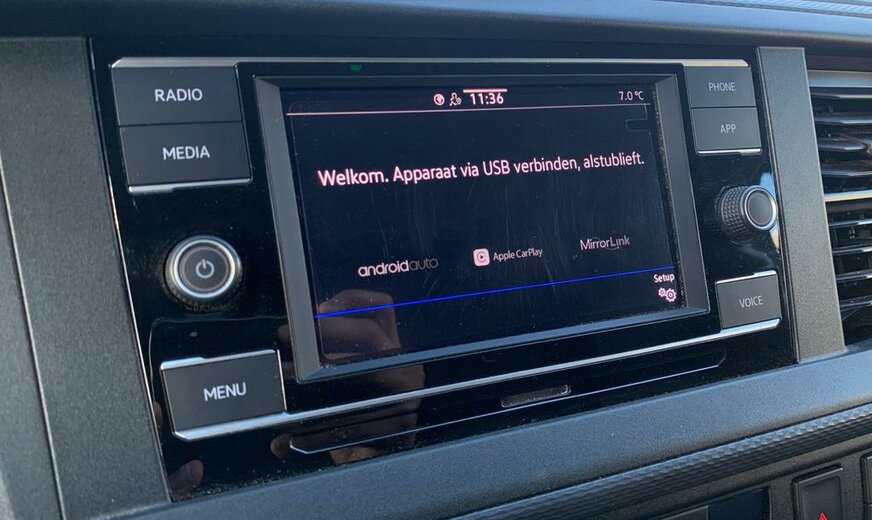 RADIO
MEDIA
MENU
11:36
7.0 °C
Welkom. Apparaat via USB verbinden, alstublieft.
androidauto
Apple CarPlay
MirrorLink
Setup
PHONE
APP
VOICE